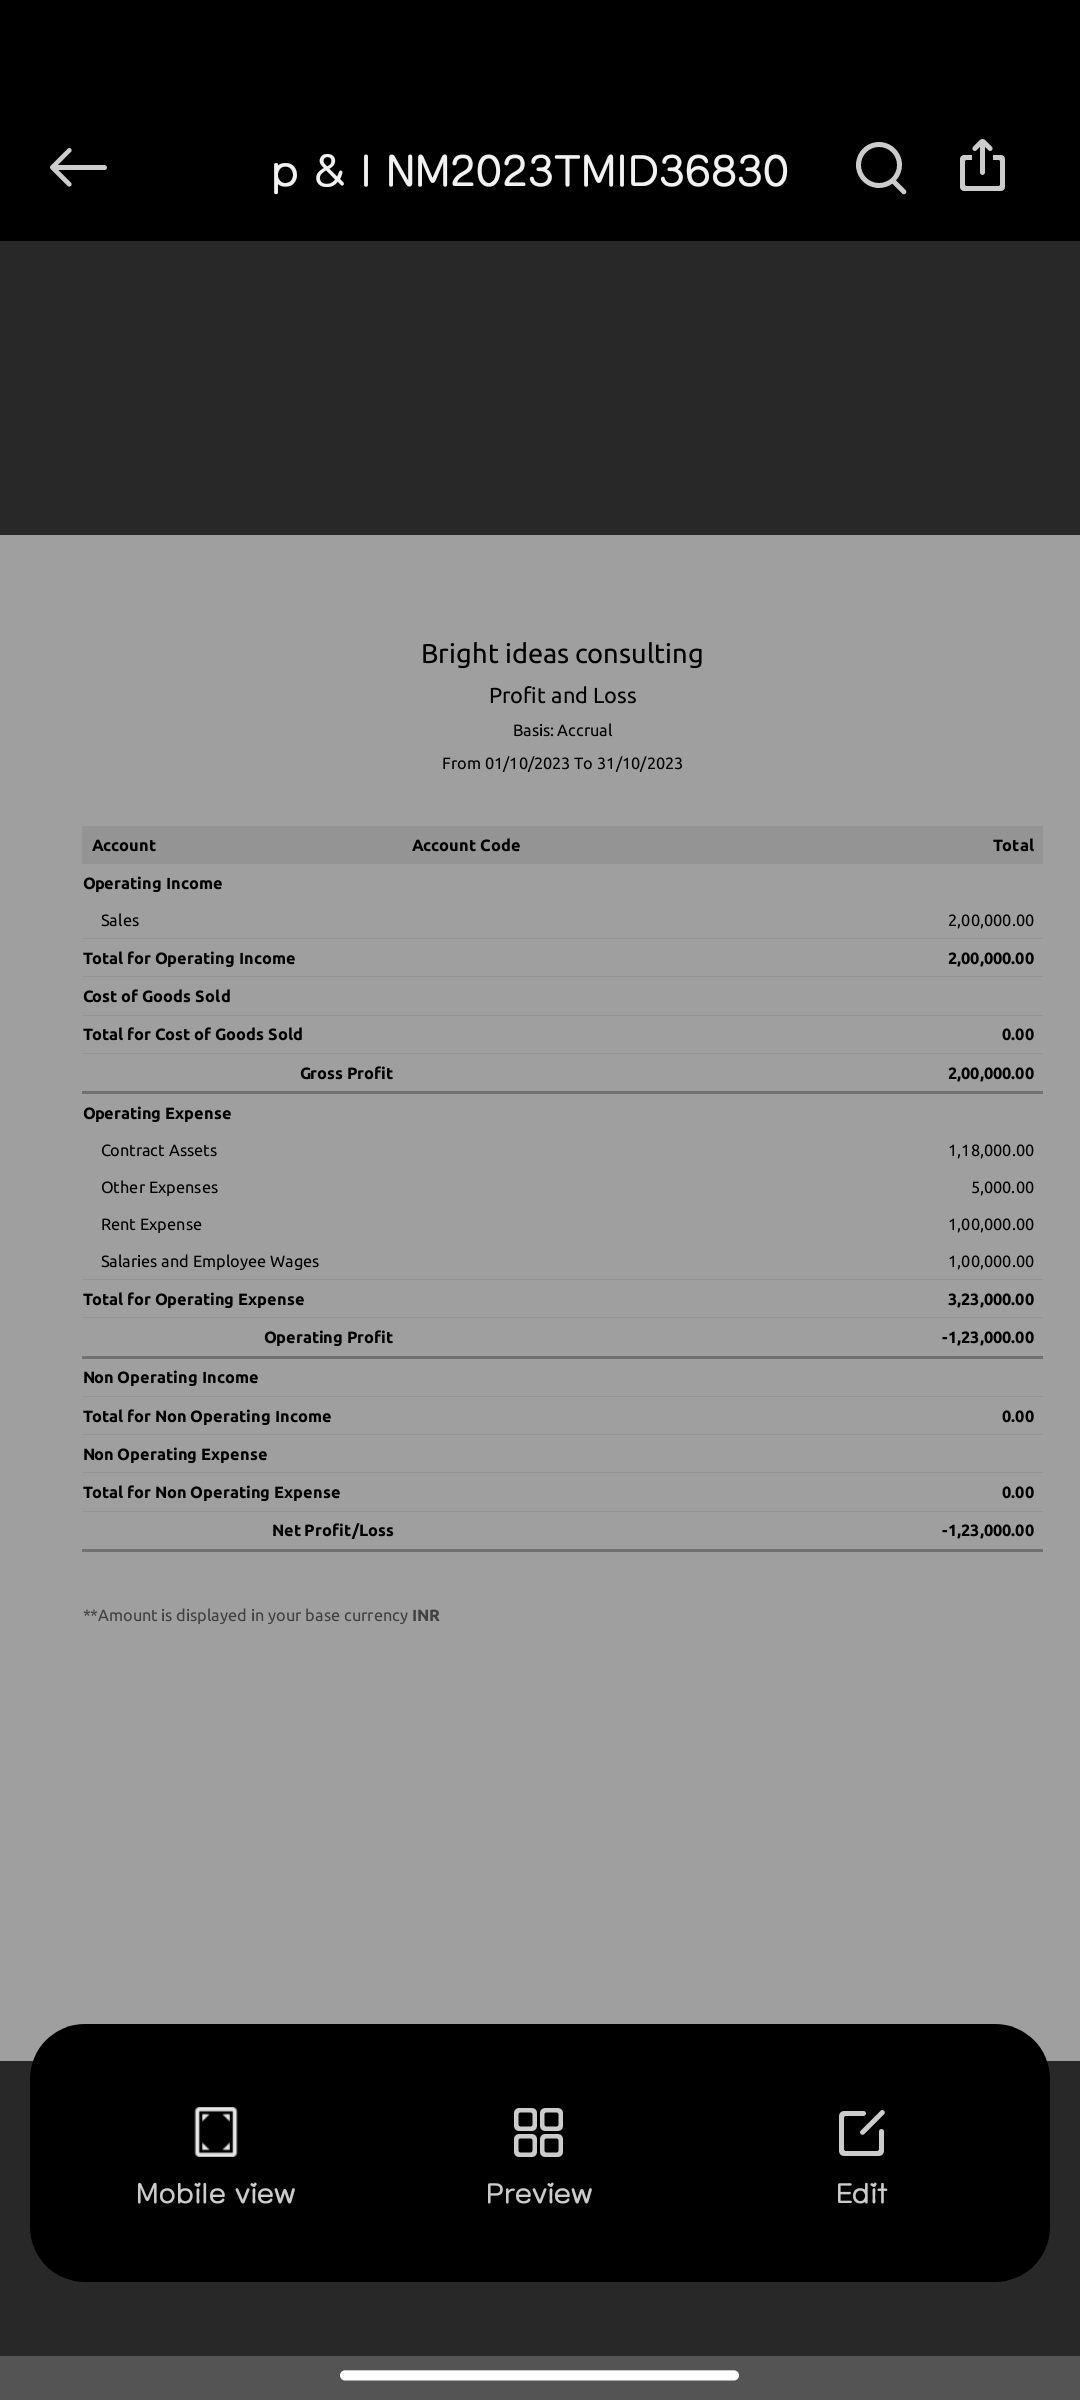 p & l NM2023TMID36830
Bright ideas consulting
Profit and Loss
Basis: Accrual
From 01/10/2023 To 31/10/2023
Account Account Code Total
Operating Income
Sales 2,00,000.00
Total for Operating Income 2,00,000.00
Cost of Goods Sold
Total for Cost of Goods Sold 0.00
Gross Profit 2,00,000.00
Operating Expense
Contract Assets 1,18,000.00
Other Expenses 5,000.00
Rent Expense 1,00,000.00
Salaries and Employee Wages 1,00,000.00
Total for Operating Expense 3,23,000.00
Operating Profit -1,23,000.00
Non Operating Income
Total for Non Operating Income 0.00
Non Operating Expense
Total for Non Operating Expense 0.00
Net Profit/Loss -1,23,000.00
**Amount is displayed in your base currency INR
Mobile view Preview Edit